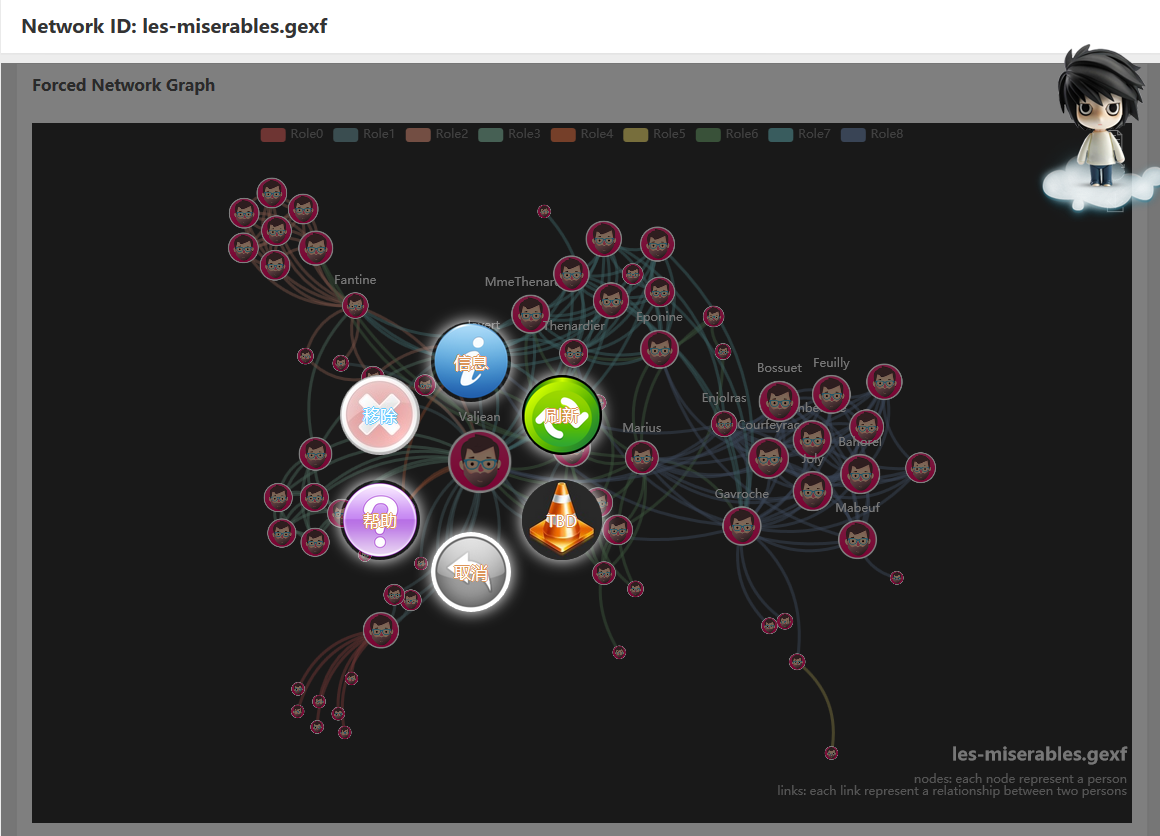 Network ID: les-miserables.gexf
Forced Network Graph
Role0 Role1 Role2 Role3 Role4 Role5 Role6 Role7 Role8
Fantine
MmeThenard
Thenardier
Eponine
信息
移除
刷新
Valjean
Marius
Enjolras
Bossuet
Feuilly
Courfeyrac
Bahorel
Joly
Gavroche
Mabeuf
帮助
TBD
取消
les-miserables.gexf
nodes: each node represent a person
links: each link represent a relationship between two persons